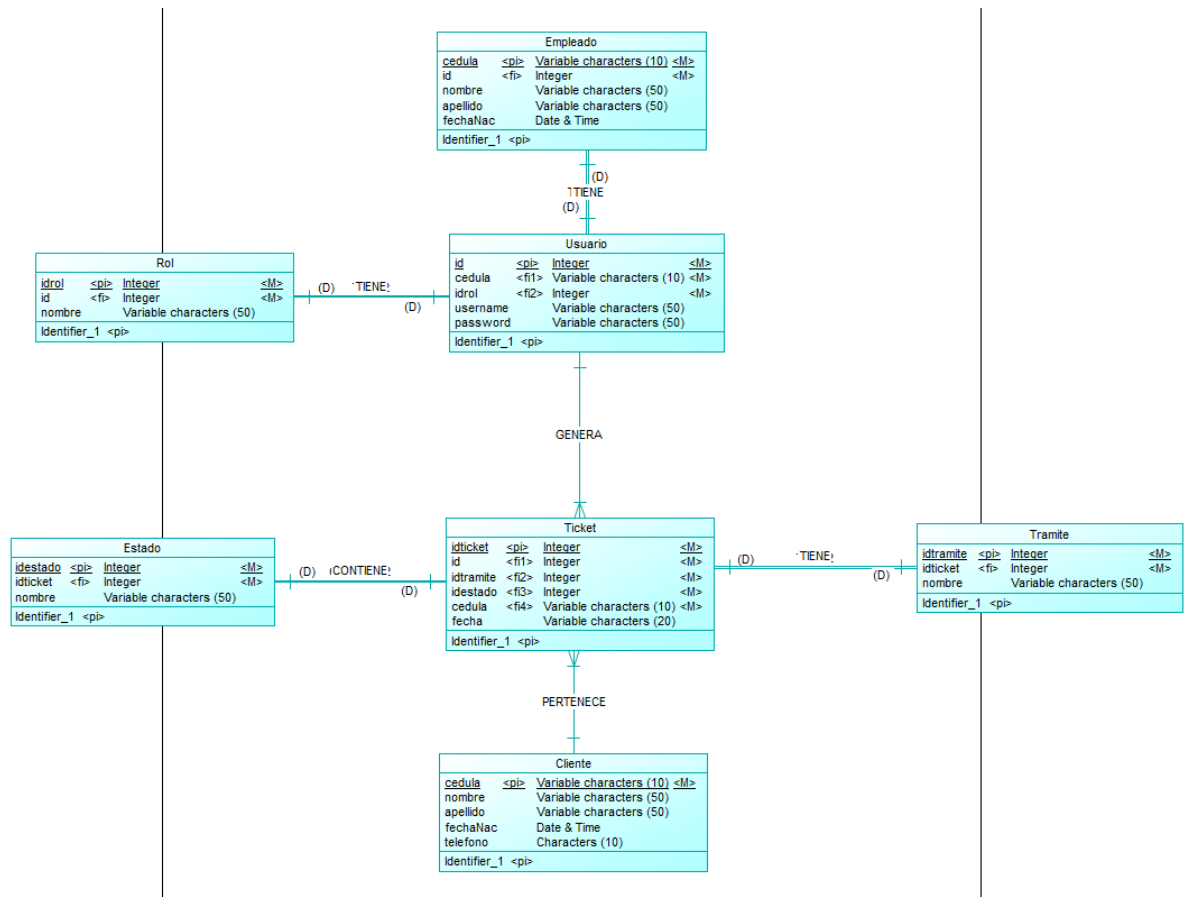 Empleado
cedula <pi> Variable characters (10) <M>
id <fi> Integer <M>
nombre Variable characters (50)
apellido Variable characters (50)
fechaNac Date & Time
Identifier_1 <pi>
(D)
TIENE
(D)
Usuario
id <pi> Integer <M>
cedula <fi1> Variable characters (10) <M>
idrol <fi2> Integer <M>
username Variable characters (50)
password Variable characters (50)
Identifier_1 <pi>
Rol
idrol <pi> Integer <M>
id <fi> Integer <M>
nombre Variable characters (50)
Identifier_1 <pi>
(D) TIENE
(D)
GENERA
Ticket
idticket <pi> Integer <M>
id <fi1> Integer <M>
idtramite <fi2> Integer <M>
idestado <fi3> Integer <M>
cedula <fi4> Variable characters (10) <M>
fecha Variable characters (20)
Identifier_1 <pi>
Estado
idestado <pi> Integer <M>
idticket <fi> Integer <M>
nombre Variable characters (50)
Identifier_1 <pi>
(D) CONTIENE
(D)
(D) TIENE
(D)
Tramite
idtramite <pi> Integer <M>
idticket <fi> Integer <M>
nombre Variable characters (50)
Identifier_1 <pi>
PERTENECE
Cliente
cedula <pi> Variable characters (10) <M>
nombre Variable characters (50)
apellido Variable characters (50)
fechaNac Date & Time
telefono Characters (10)
Identifier_1 <pi>